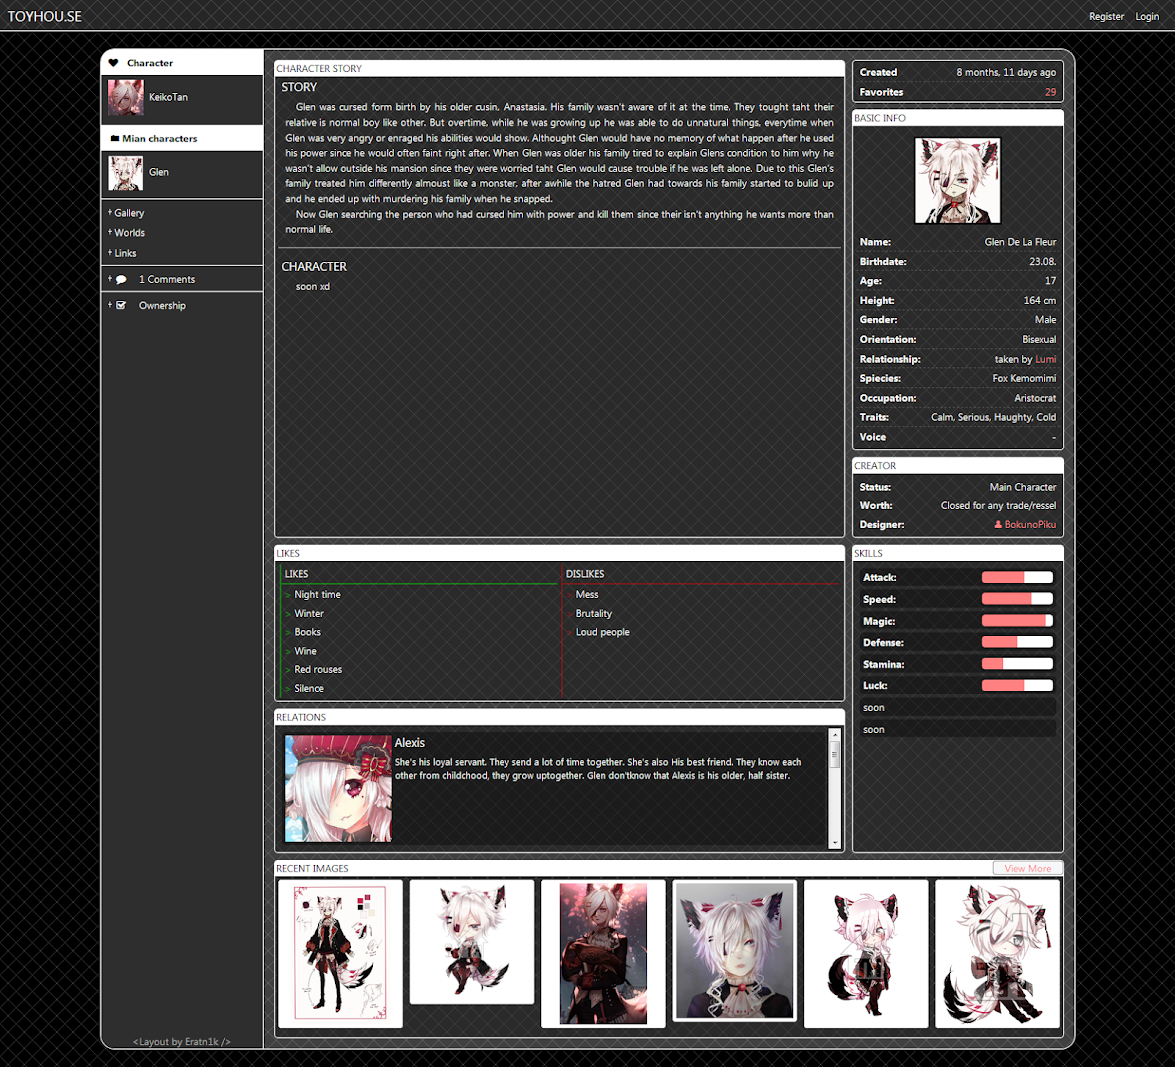 TOYHOU.SE
Register Login
Character
KeikoTan
Mian characters
Glen
† Gallery
† Worlds
† Links
† 1 Comments
† Ownership
<Layout by Eratn1k />
CHARACTER STORY
STORY
Glen was cursed form birth by his older cusin, Anastasia. His family wasn't aware of it at the time. They tought taht their
relative is normal boy like other. But overtime, while he was growing up he was able to do unnatural things, everytime when
Glen was very angry or enraged his abilities would show. Althought Glen would have no memory of what happen after he used
his power since he would often faint right after. When Glen was older his family tired to explain Glens condition to him why he
wasn't allow outside his mansion since they were worried taht Glen would cause trouble if he was left alone. Due to this Glen's
family treated him differently almoust like a monster, after awhile the hatred Glen had towards his family started to bulid up
and he ended up with murdering his family when he snapped.
Now Glen searching the person who had cursed him with power and kill them since their isn't anything he wants more than
normal life.
CHARACTER
soon xd
LIKES
LIKES
> Night time
> Winter
> Books
> Wine
> Red rouses
> Silence
DISLIKES
> Mess
> Brutality
> Loud people
RELATIONS
Alexis
She's his loyal servant. They send a lot of time together. She's also His best friend. They know each
other from childchood, they grow uptogether. Glen don'tknow that Alexis is his older, half sister.
Created 8 months, 11 days ago
Favorites 29
BASIC INFO
Name: Glen De La Fleur
Birthdate: 23.08.
Age: 17
Height: 164 cm
Gender: Male
Orientation: Bisexual
Relationship: taken by Lumi
Spiecies: Fox Kemomimi
Occupation: Aristocrat
Traits: Calm, Serious, Haughty, Cold
Voice -
CREATOR
Status: Main Character
Worth: Closed for any trade/ressel
Designer: BokunoPiku
SKILLS
Attack:
Speed:
Magic:
Defense:
Stamina:
Luck:
soon
soon
RECENT IMAGES
View More